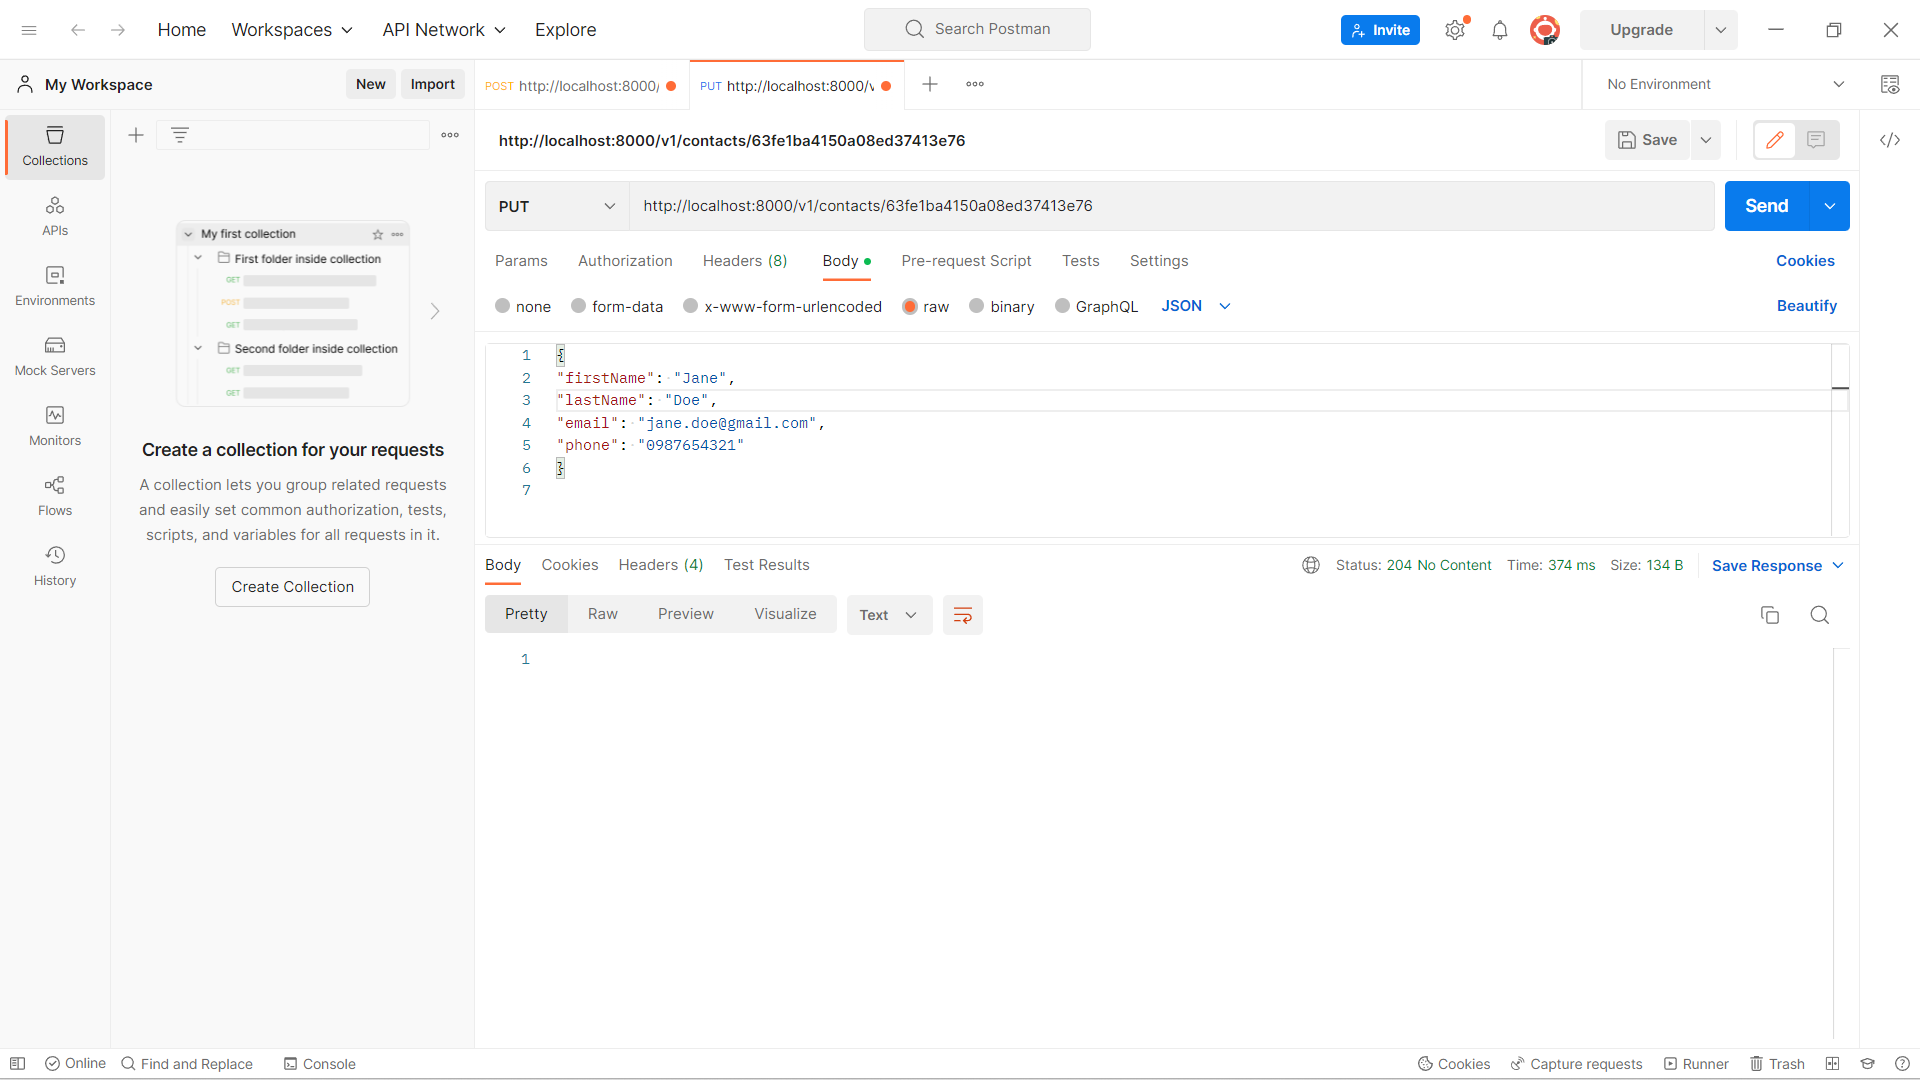 Home Workspaces API Network Explore Search Postman Invite Upgrade
My Workspace New Import POST http://localhost:8000/ PUT http://localhost:8000/v No Environment
Collections
APIs
Environments
Mock Servers
Monitors
Flows
History
My first collection
First folder inside collection
GET
POST
GET
Second folder inside collection
GET
GET
Create a collection for your requests
A collection lets you group related requests
and easily set common authorization, tests,
scripts, and variables for all requests in it.
Create Collection
http://localhost:8000/v1/contacts/63fe1ba4150a08ed37413e76 Save
PUT http://localhost:8000/v1/contacts/63fe1ba4150a08ed37413e76 Send
Params Authorization Headers (8) Body Pre-request Script Tests Settings Cookies
none form-data x-www-form-urlencoded raw binary GraphQL JSON Beautify
1 {
2 "firstName": "Jane",
3 "lastName": "Doe",
4 "email": "jane.doe@gmail.com",
5 "phone": "0987654321"
6 }
7
Body Cookies Headers (4) Test Results Status: 204 No Content Time: 374 ms Size: 134 B Save Response
Pretty Raw Preview Visualize Text
1
Online Find and Replace Console Cookies Capture requests Runner Trash